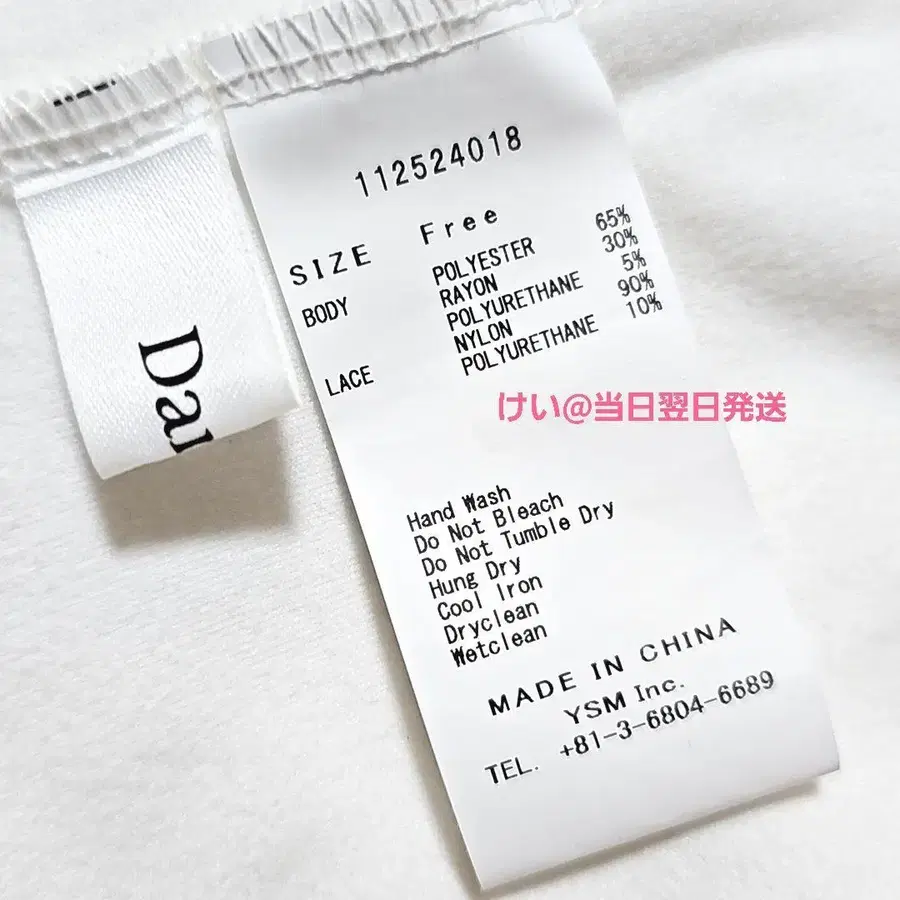 112524018
SIZE Free
BODY POLYESTER 65%
RAYON 30%
POLYURETHANE 5%
LACE NYLON 90%
POLYURETHANE 10%
けい@当日翌日発送
Hand Wash
Do Not Bleach
Do Not Tumble Dry
Hung Dry
Cool Iron
Dryclean
Wetclean
MADE IN CHINA
YSM Inc.
TEL. +81-3-6804-6689